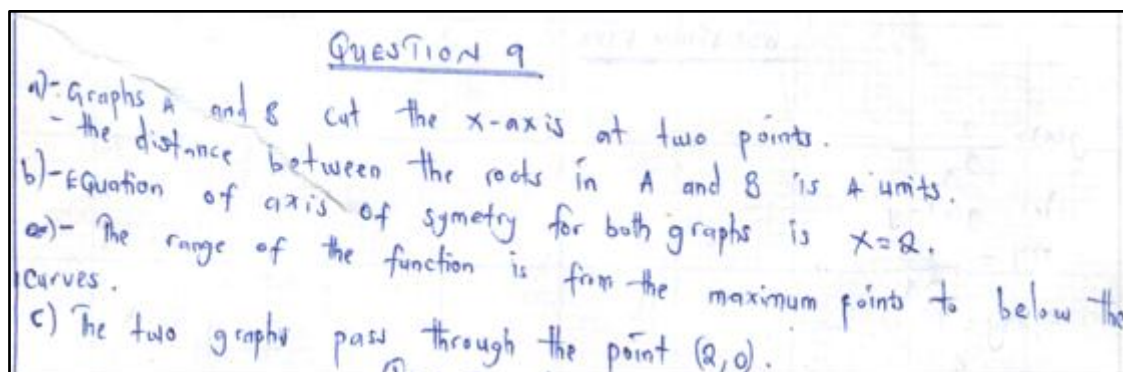 QUESTION 9
a)- Graphs A and B cut the x-axis at two points.
- the distance between the roots in A and B is 4 units.
b)- EQuation of axis of symetry for both graphs is x=2.
- The range of the function is from the maximum points to below the
curves.
c) The two graphs pass through the point (2,0).